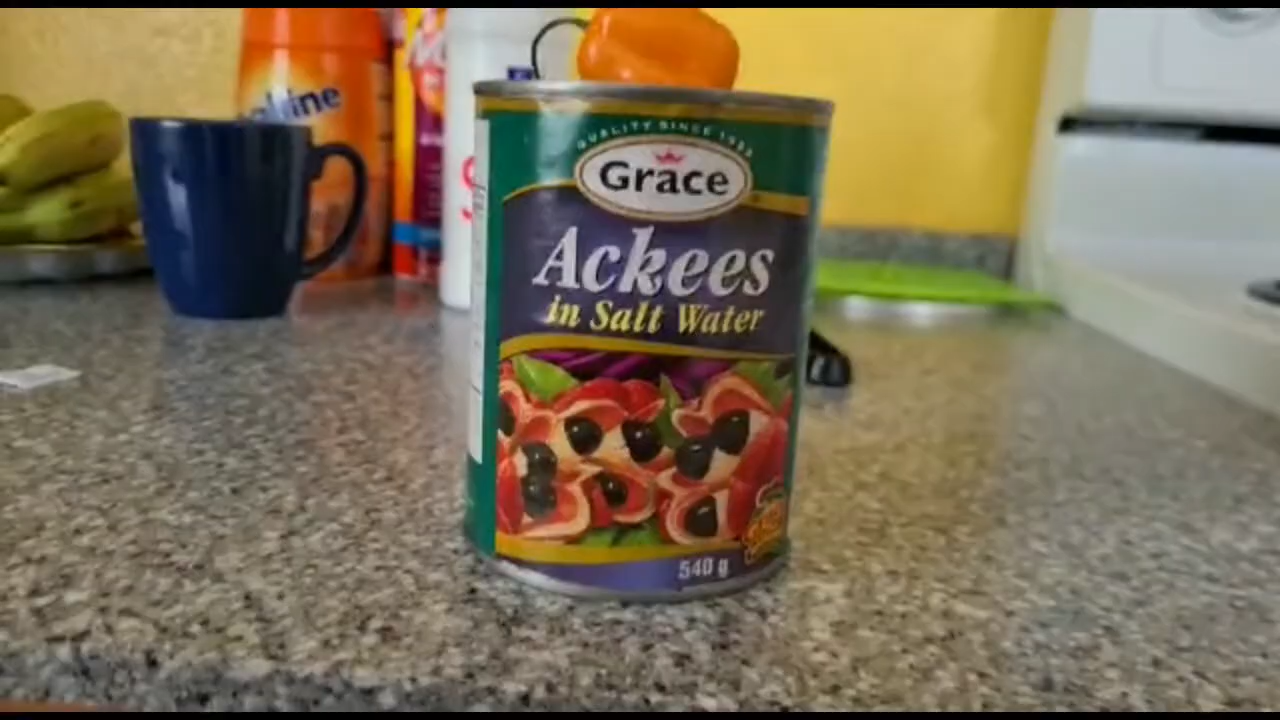 QUALITY SINCE 1922
Grace
Ackees
in Salt Water
540 g